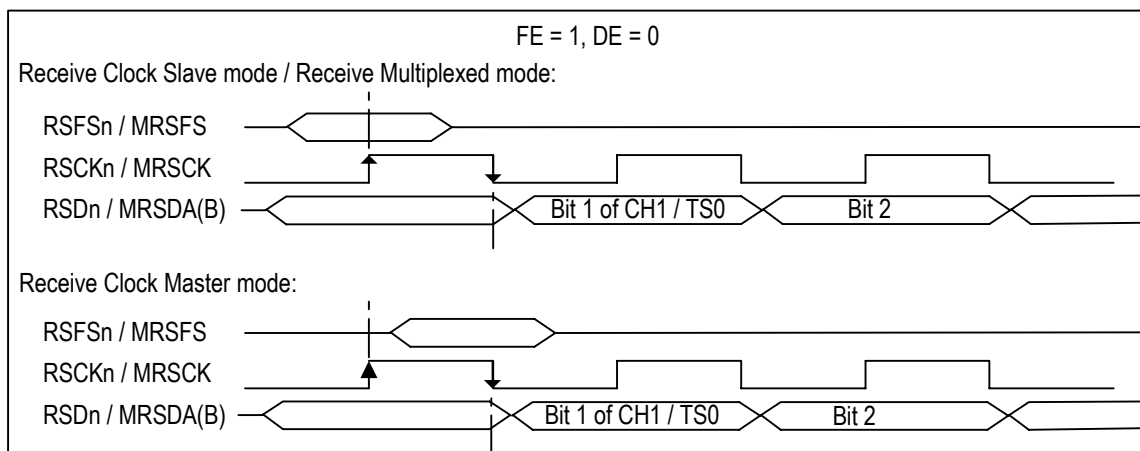 FE = 1, DE = 0
Receive Clock Slave mode / Receive Multiplexed mode:
RSFSn / MRSFS
RSCKn / MRSCK
RSDn / MRSDA(B)
Bit 1 of CH1 / TS0
Bit 2
Receive Clock Master mode:
RSFSn / MRSFS
RSCKn / MRSCK
RSDn / MRSDA(B)
Bit 1 of CH1 / TS0
Bit 2